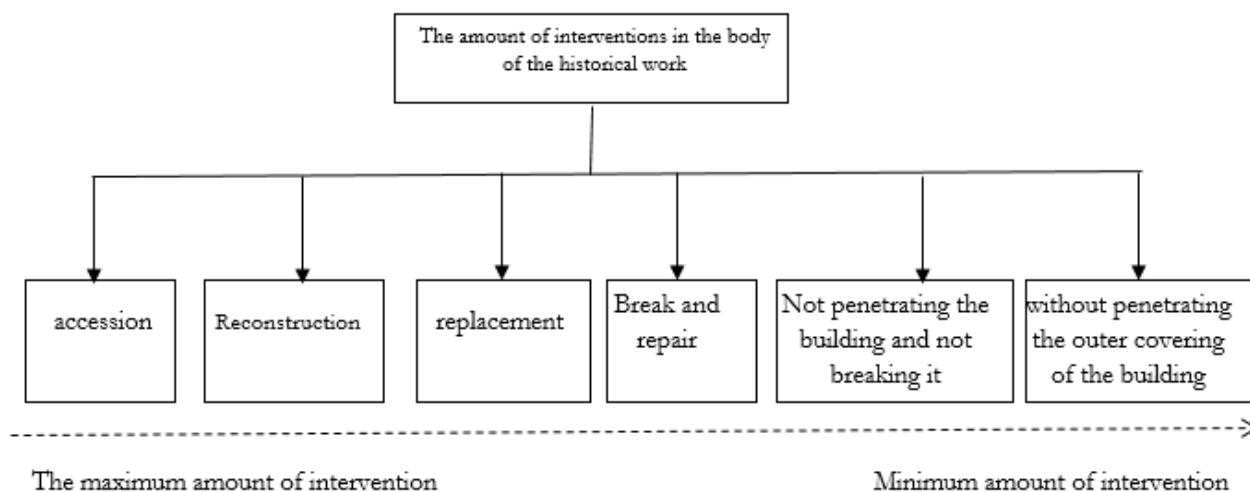 The amount of interventions in the body
of the historical work
accession
Reconstruction
replacement
Break and
repair
Not penetrating the
building and not
breaking it
without penetrating
the outer covering
of the building
The maximum amount of intervention
Minimum amount of intervention